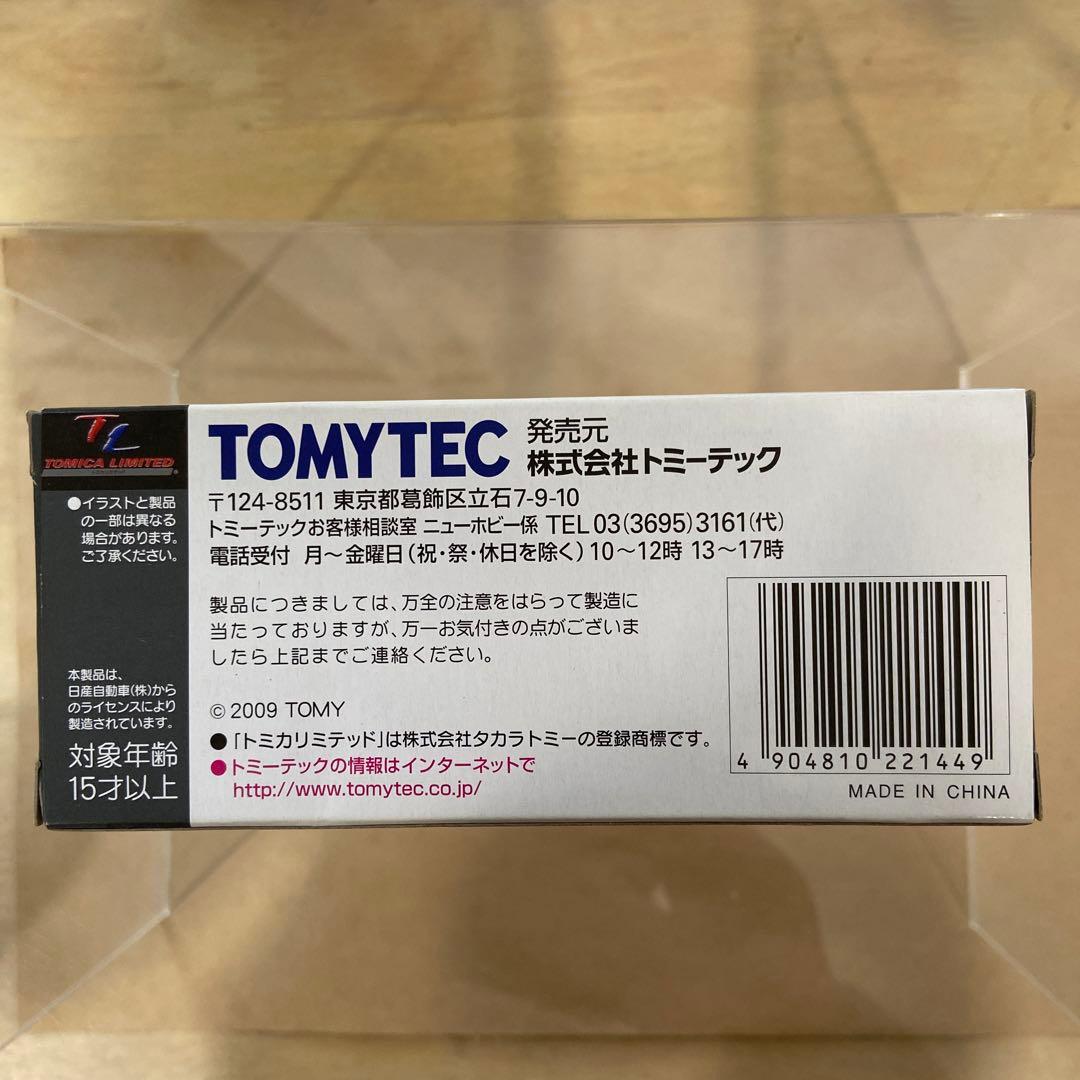 TL
TOMICA LIMITED
●イラストと製品
の一部は異なる
場合があります。
ご了承ください。
本製品は、
日産自動車(株)から
のライセンスにより
製造されています。
対象年齢
15才以上
TOMYTEC
発売元
株式会社トミーテック
〒124-8511 東京都葛飾区立石7-9-10
トミーテックお客様相談室 ニューホビー係 TEL 03(3695)3161(代)
電話受付 月〜金曜日(祝・祭・休日を除く) 10〜12時 13〜17時
製品につきましては、万全の注意をはらって製造に
当たっておりますが、万一お気付きの点がございま
したら上記までご連絡ください。
© 2009 TOMY
●「トミカリミテッド」は株式会社タカラトミーの登録商標です。
●トミーテックの情報はインターネットで
http://www.tomytec.co.jp/
4 904810 221449
MADE IN CHINA